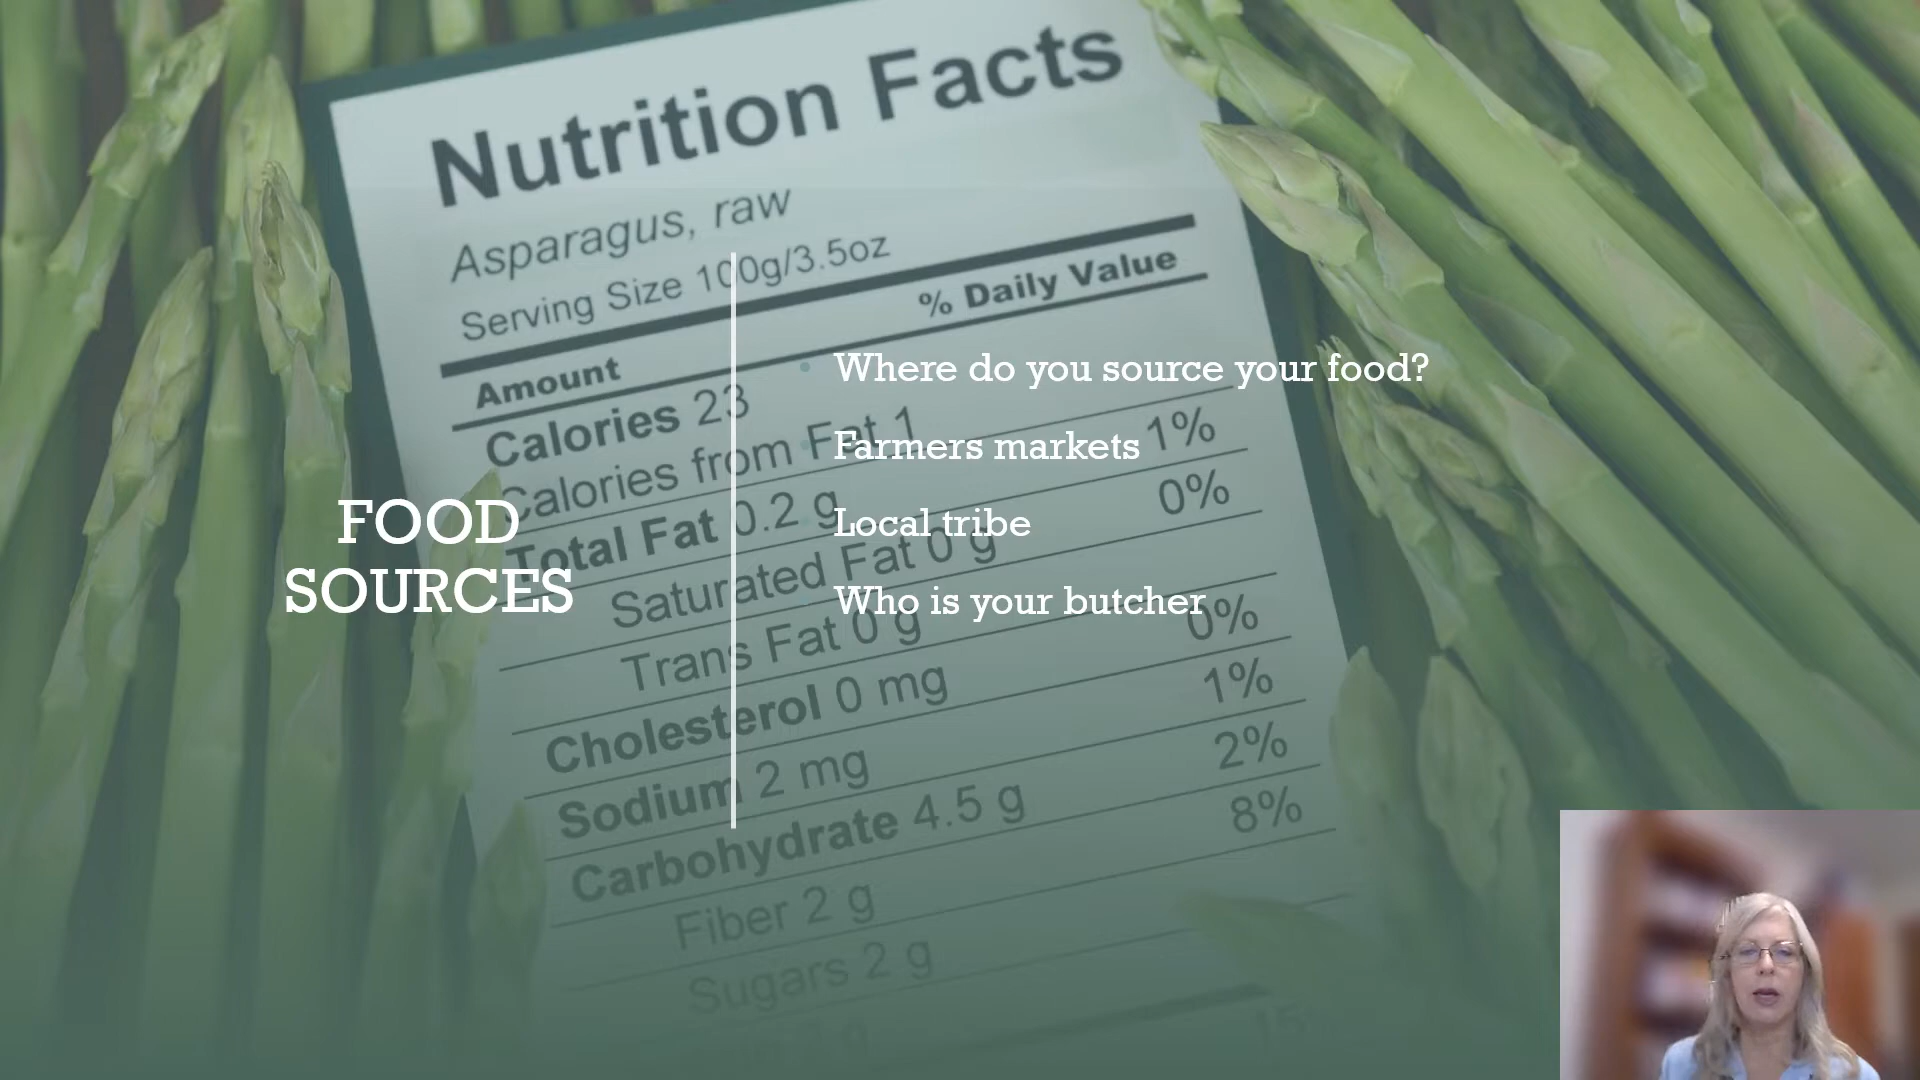 Nutrition Facts
Asparagus, raw
Serving Size 100g/3.5oz
% Daily Value
Amount
Calories 23
Calories from Fat 1
Total Fat 0.2 g 1%
Saturated Fat 0 g 0%
Trans Fat 0 g
Cholesterol 0 mg 0%
Sodium 2 mg 1%
Carbohydrate 4.5 g 2%
Fiber 2 g 8%
Sugars 2 g
FOOD
SOURCES
Where do you source your food?
Farmers markets
Local tribe
Who is your butcher